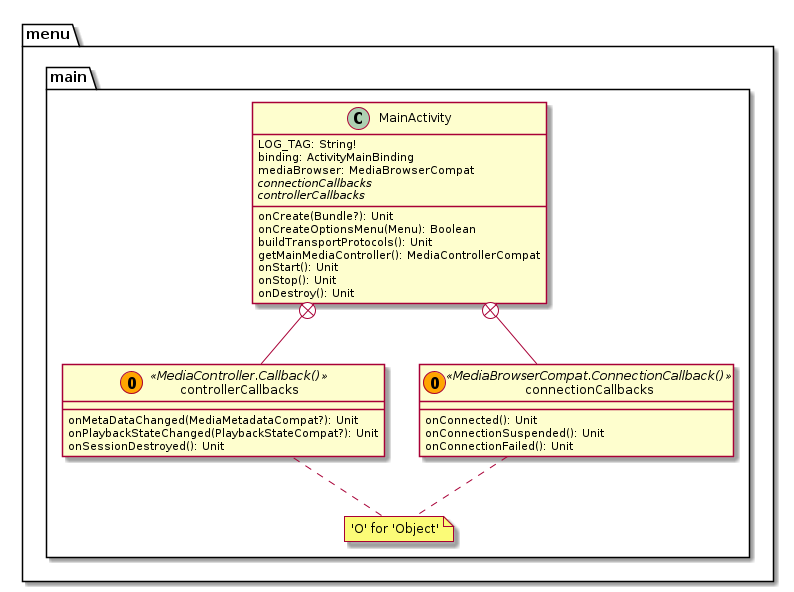 menu
main
C MainActivity
LOG_TAG: String!
binding: ActivityMainBinding
mediaBrowser: MediaBrowserCompat
connectionCallbacks
controllerCallbacks
onCreate(Bundle?): Unit
onCreateOptionsMenu(Menu): Boolean
buildTransportProtocols(): Unit
getMainMediaController(): MediaControllerCompat
onStart(): Unit
onStop(): Unit
onDestroy(): Unit
O «MediaController.Callback()»
controllerCallbacks
onMetaDataChanged(MediaMetadataCompat?): Unit
onPlaybackStateChanged(PlaybackStateCompat?): Unit
onSessionDestroyed(): Unit
O «MediaBrowserCompat.ConnectionCallback()»
connectionCallbacks
onConnected(): Unit
onConnectionSuspended(): Unit
onConnectionFailed(): Unit
'O' for 'Object'